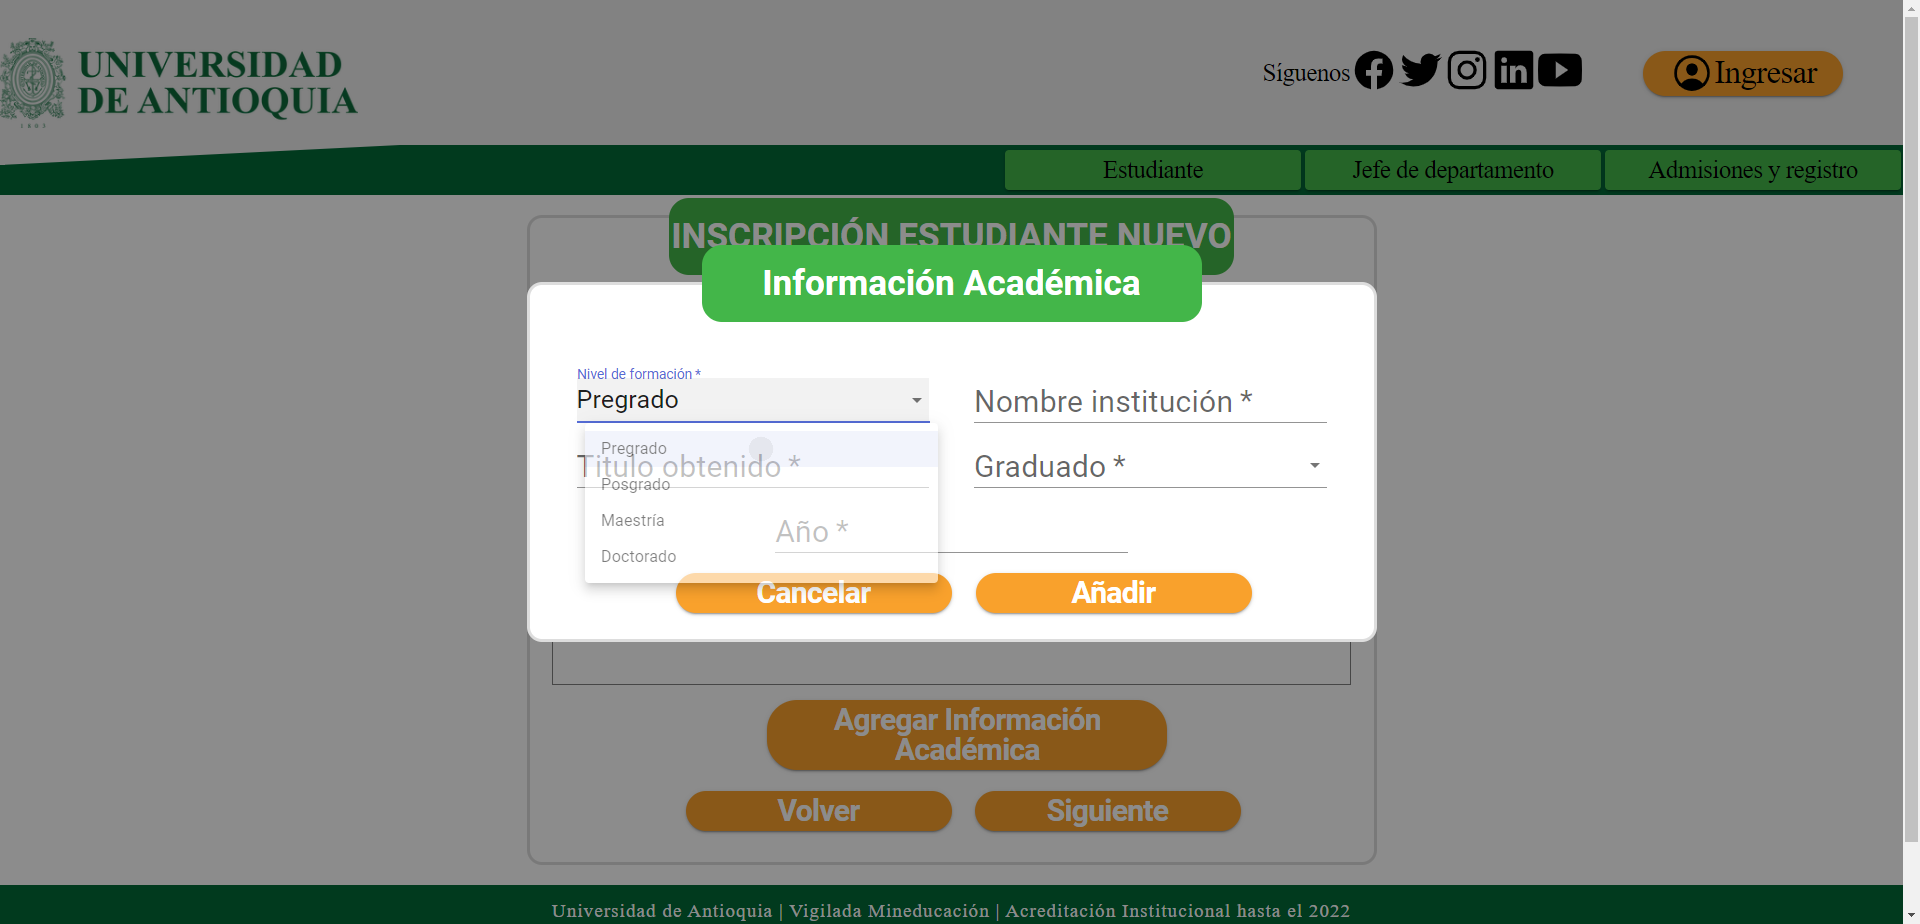 UNIVERSIDAD
DE ANTIOQUIA
1803
Síguenos
Ingresar
Estudiante
Jefe de departamento
Admisiones y registro
INSCRIPCIÓN ESTUDIANTE NUEVO
Información Académica
Nivel de formación *
Pregrado
Nombre institución *
Pregrado
Titulo obtenido *
Graduado *
Posgrado
Maestría
Año *
Doctorado
Cancelar
Añadir
Agregar Información
Académica
Volver
Siguiente
Universidad de Antioquia | Vigilada Mineducación | Acreditación Institucional hasta el 2022